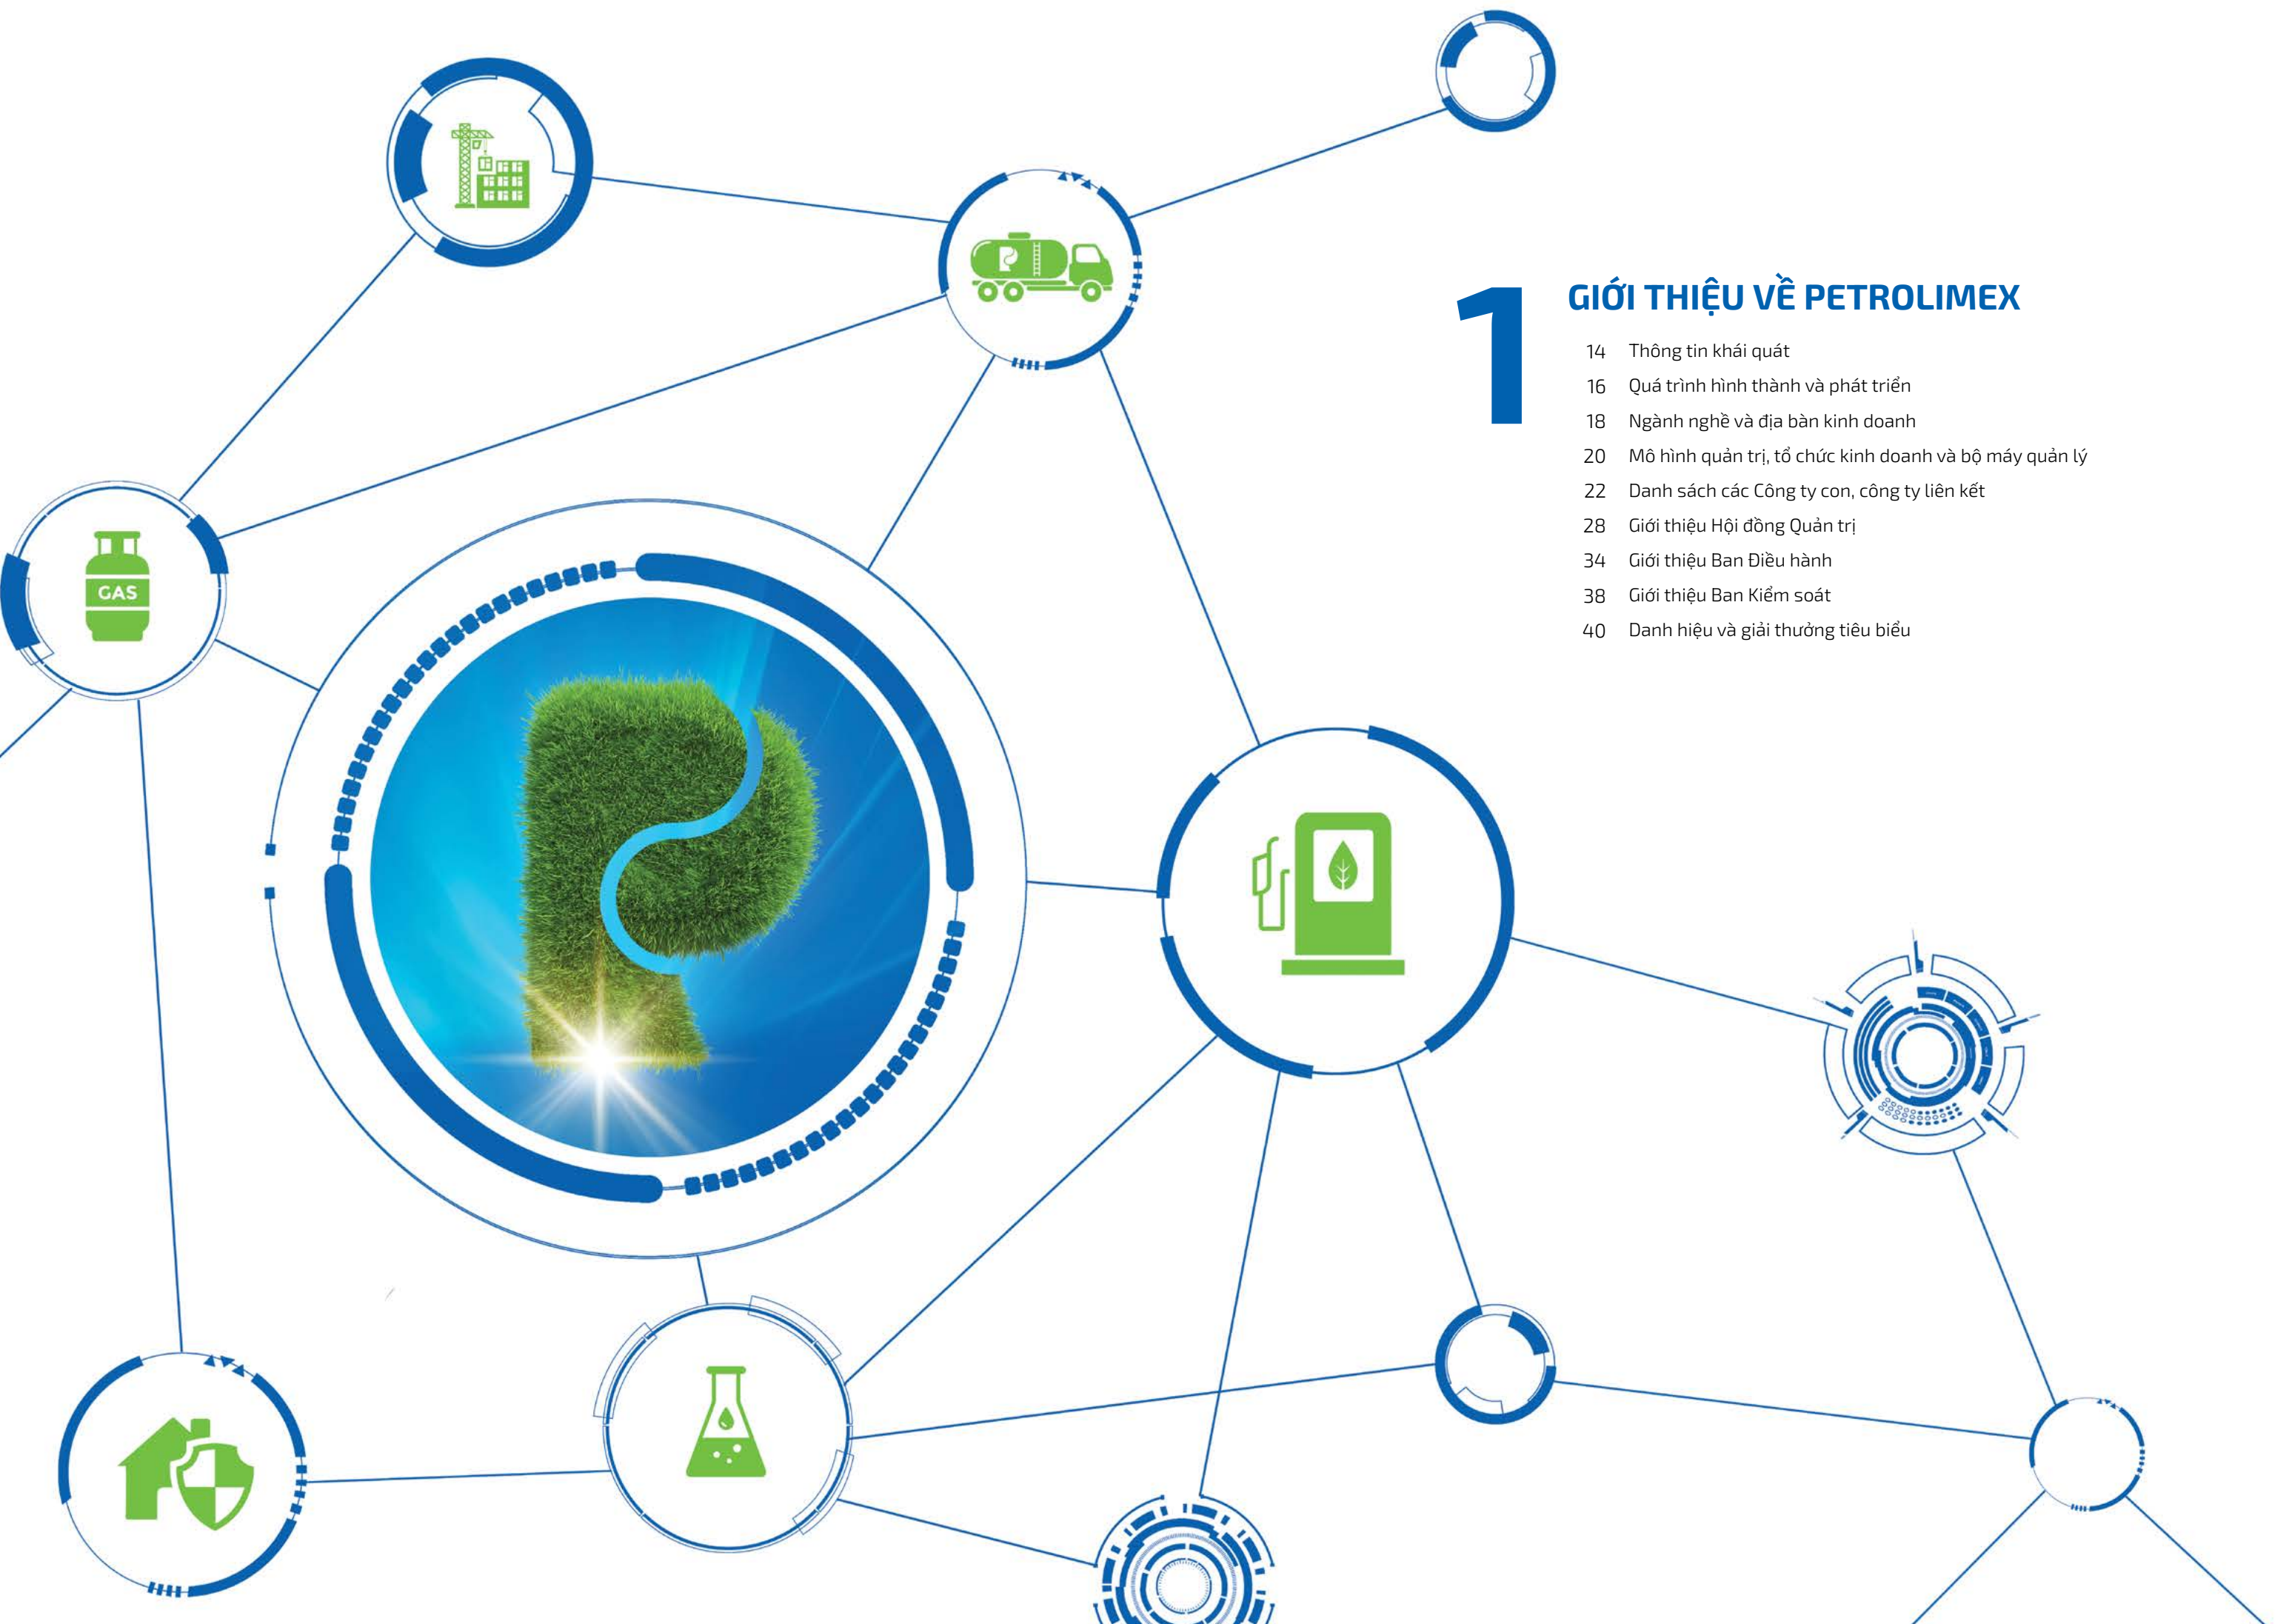 1
GIỚI THIỆU VỀ PETROLIMEX
14 Thông tin khái quát
16 Quá trình hình thành và phát triển
18 Ngành nghề và địa bàn kinh doanh
20 Mô hình quản trị, tổ chức kinh doanh và bộ máy quản lý
22 Danh sách các Công ty con, công ty liên kết
28 Giới thiệu Hội đồng Quản trị
34 Giới thiệu Ban Điều hành
38 Giới thiệu Ban Kiểm soát
40 Danh hiệu và giải thưởng tiêu biểu
GAS